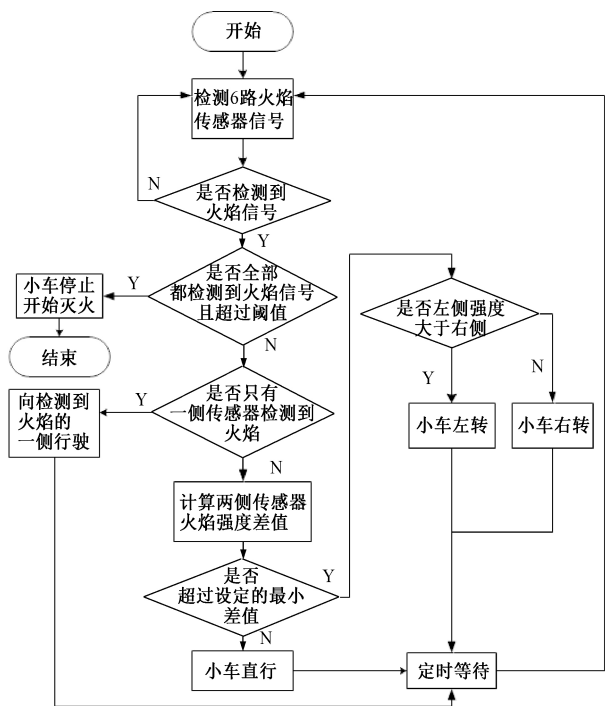 开始
检测6路火焰
传感器信号
N
是否检测到
火焰信号
Y
是否全部
都检测到火焰信号
且超过阈值
Y
小车停止
开始灭火
结束
N
是否只有
一侧传感器检测到
火焰
Y
向检测到
火焰的
一侧行驶
N
计算两侧传感器
火焰强度差值
是否
超过设定的最小
差值
Y
N
小车直行
是否左侧强度
大于右侧
Y
N
小车左转
小车右转
定时等待